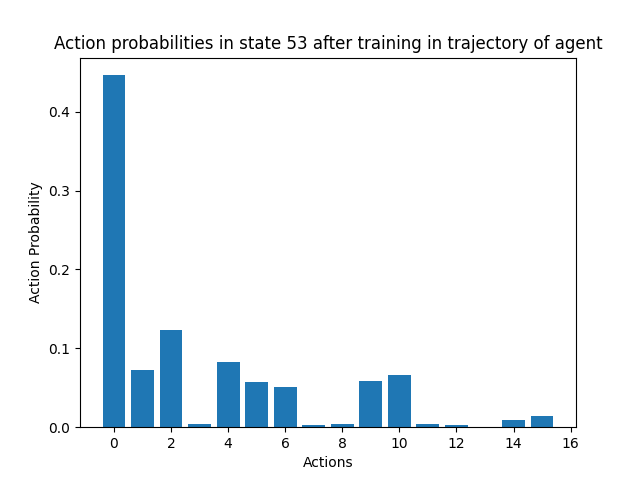 Action probabilities in state 53 after training in trajectory of agent
Action Probability
0.4
0.3
0.2
0.1
0.0
0 2 4 6 8 10 12 14 16
Actions